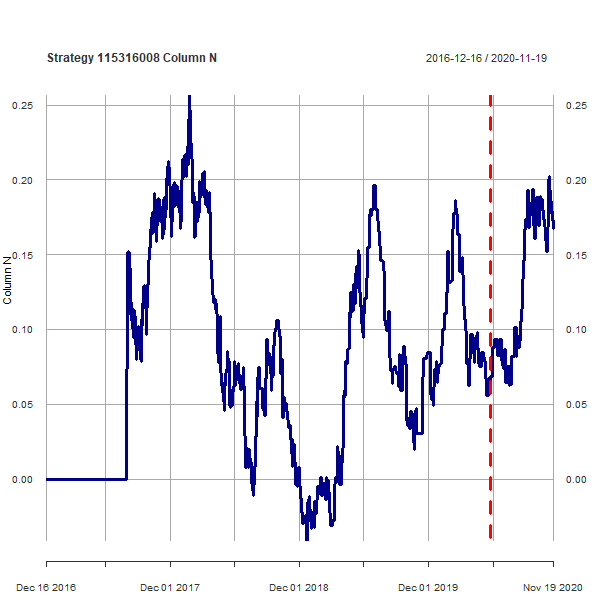 Strategy 115316008 Column N
2016-12-16 / 2020-11-19
0.25
0.25
0.20
0.20
0.15
0.15
Column N
0.10
0.10
0.05
0.05
0.00
0.00
Dec 16 2016
Dec 01 2017
Dec 01 2018
Dec 01 2019
Nov 19 2020